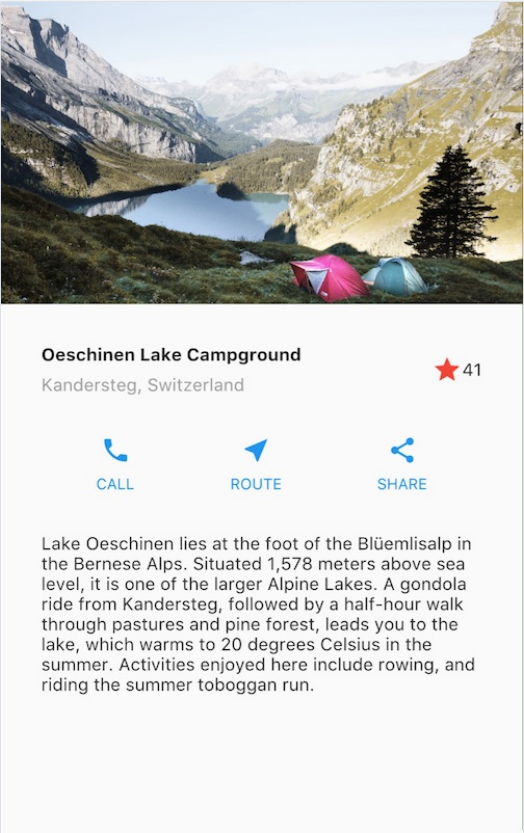 Oeschinen Lake Campground
Kandersteg, Switzerland
41
CALL
ROUTE
SHARE
Lake Oeschinen lies at the foot of the Blüemlisalp in
the Bernese Alps. Situated 1,578 meters above sea
level, it is one of the larger Alpine Lakes. A gondola
ride from Kandersteg, followed by a half-hour walk
through pastures and pine forest, leads you to the
lake, which warms to 20 degrees Celsius in the
summer. Activities enjoyed here include rowing, and
riding the summer toboggan run.